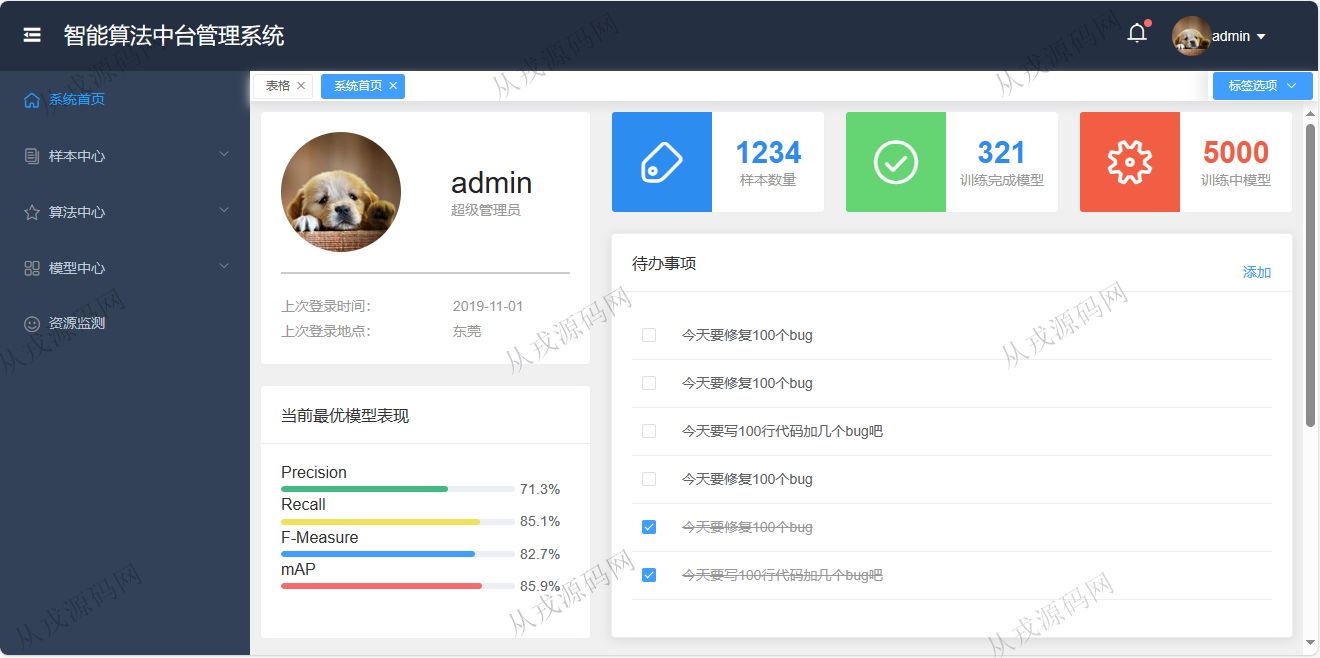 智能算法中台管理系统
admin
系统首页
样本中心
算法中心
模型中心
资源监测
表格
系统首页
标签选项
admin
超级管理员
上次登录时间：
2019-11-01
上次登录地点：
东莞
1234
样本数量
321
训练完成模型
5000
训练中模型
当前最优模型表现
Precision
71.3%
Recall
85.1%
F-Measure
82.7%
mAP
85.9%
待办事项
添加
今天要修复100个bug
今天要修复100个bug
今天要写100行代码加几个bug吧
今天要修复100个bug
今天要修复100个bug
今天要写100行代码加几个bug吧
从戎源码网
从戎源码网
从戎源码网
从戎源码网
从戎源码网
从戎源码网
从戎源码网
从戎源码网
从戎源码网